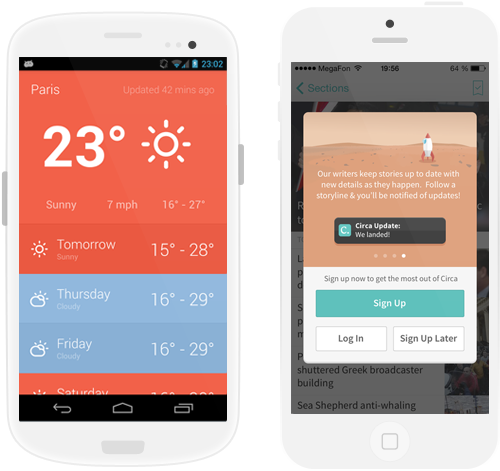 23:02
Paris
Updated 42 mins ago
23°
Sunny
7 mph
16° - 27°
Tomorrow
Sunny
15° - 28°
Thursday
Cloudy
16° - 29°
Friday
Cloudy
16° - 29°
Saturday
MegaFon
19:56
64 %
Sections
Our writers keep stories up to date with
new details as they happen. Follow a
storyline & you'll be notified of updates!
Circa Update:
We landed!
Sign up now to get the most out of Circa
Sign Up
Log In
Sign Up Later
shuttered Greek broadcaster
building
Sea Shepherd anti-whaling